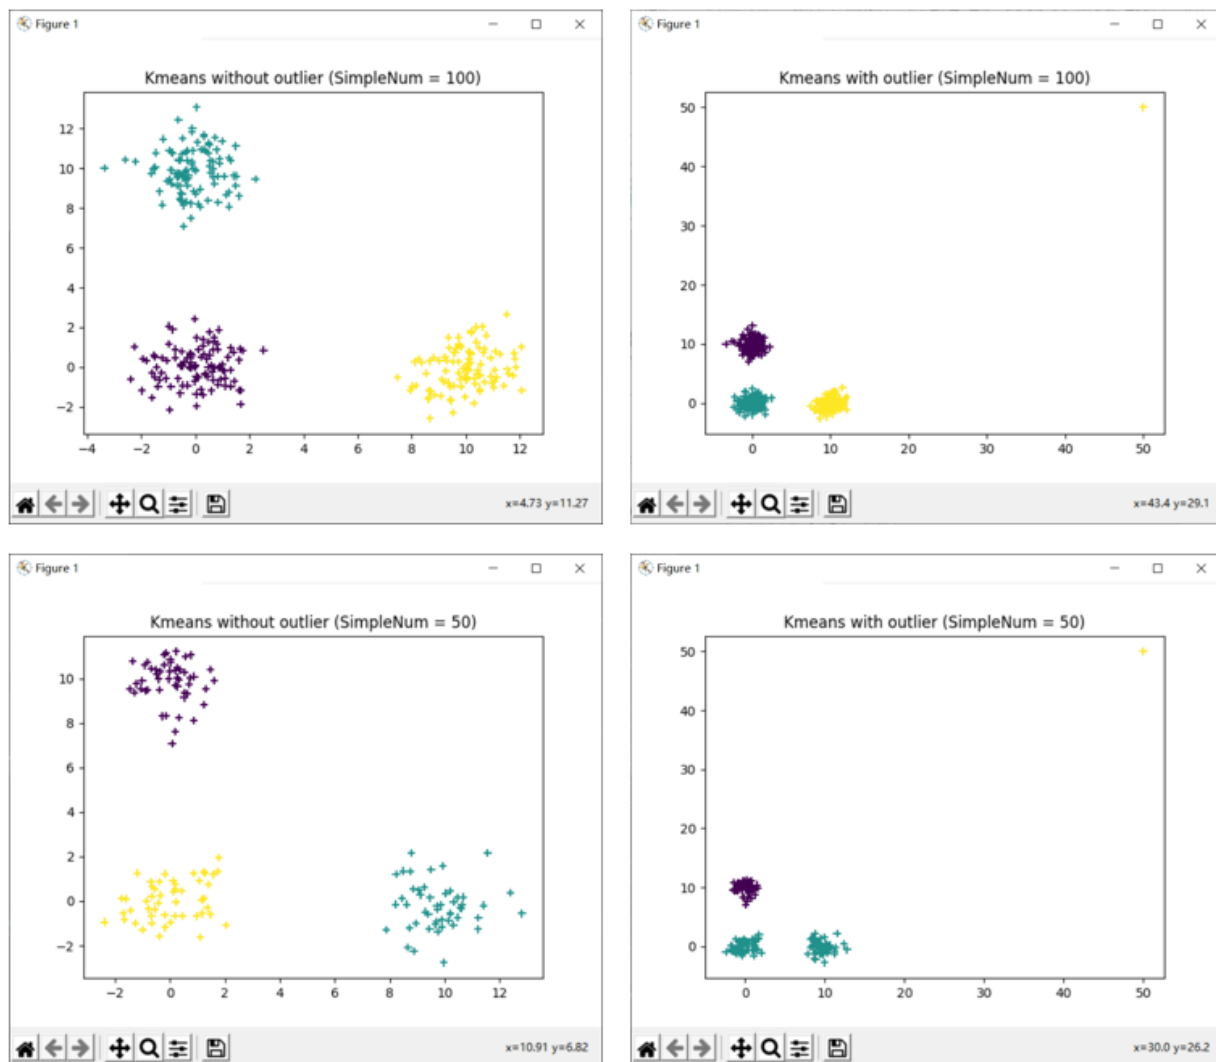 Figure 1
Kmeans without outlier (SimpleNum = 100)
12
10
8
6
4
2
0
−2
−4 −2 0 2 4 6 8 10 12
x=4.73 y=11.27
Figure 1
Kmeans with outlier (SimpleNum = 100)
50
40
30
20
10
0
0 10 20 30 40 50
x=43.4 y=29.1
Figure 1
Kmeans without outlier (SimpleNum = 50)
10
8
6
4
2
0
−2
−2 0 2 4 6 8 10 12
x=10.91 y=6.82
Figure 1
Kmeans with outlier (SimpleNum = 50)
50
40
30
20
10
0
0 10 20 30 40 50
x=30.0 y=26.2